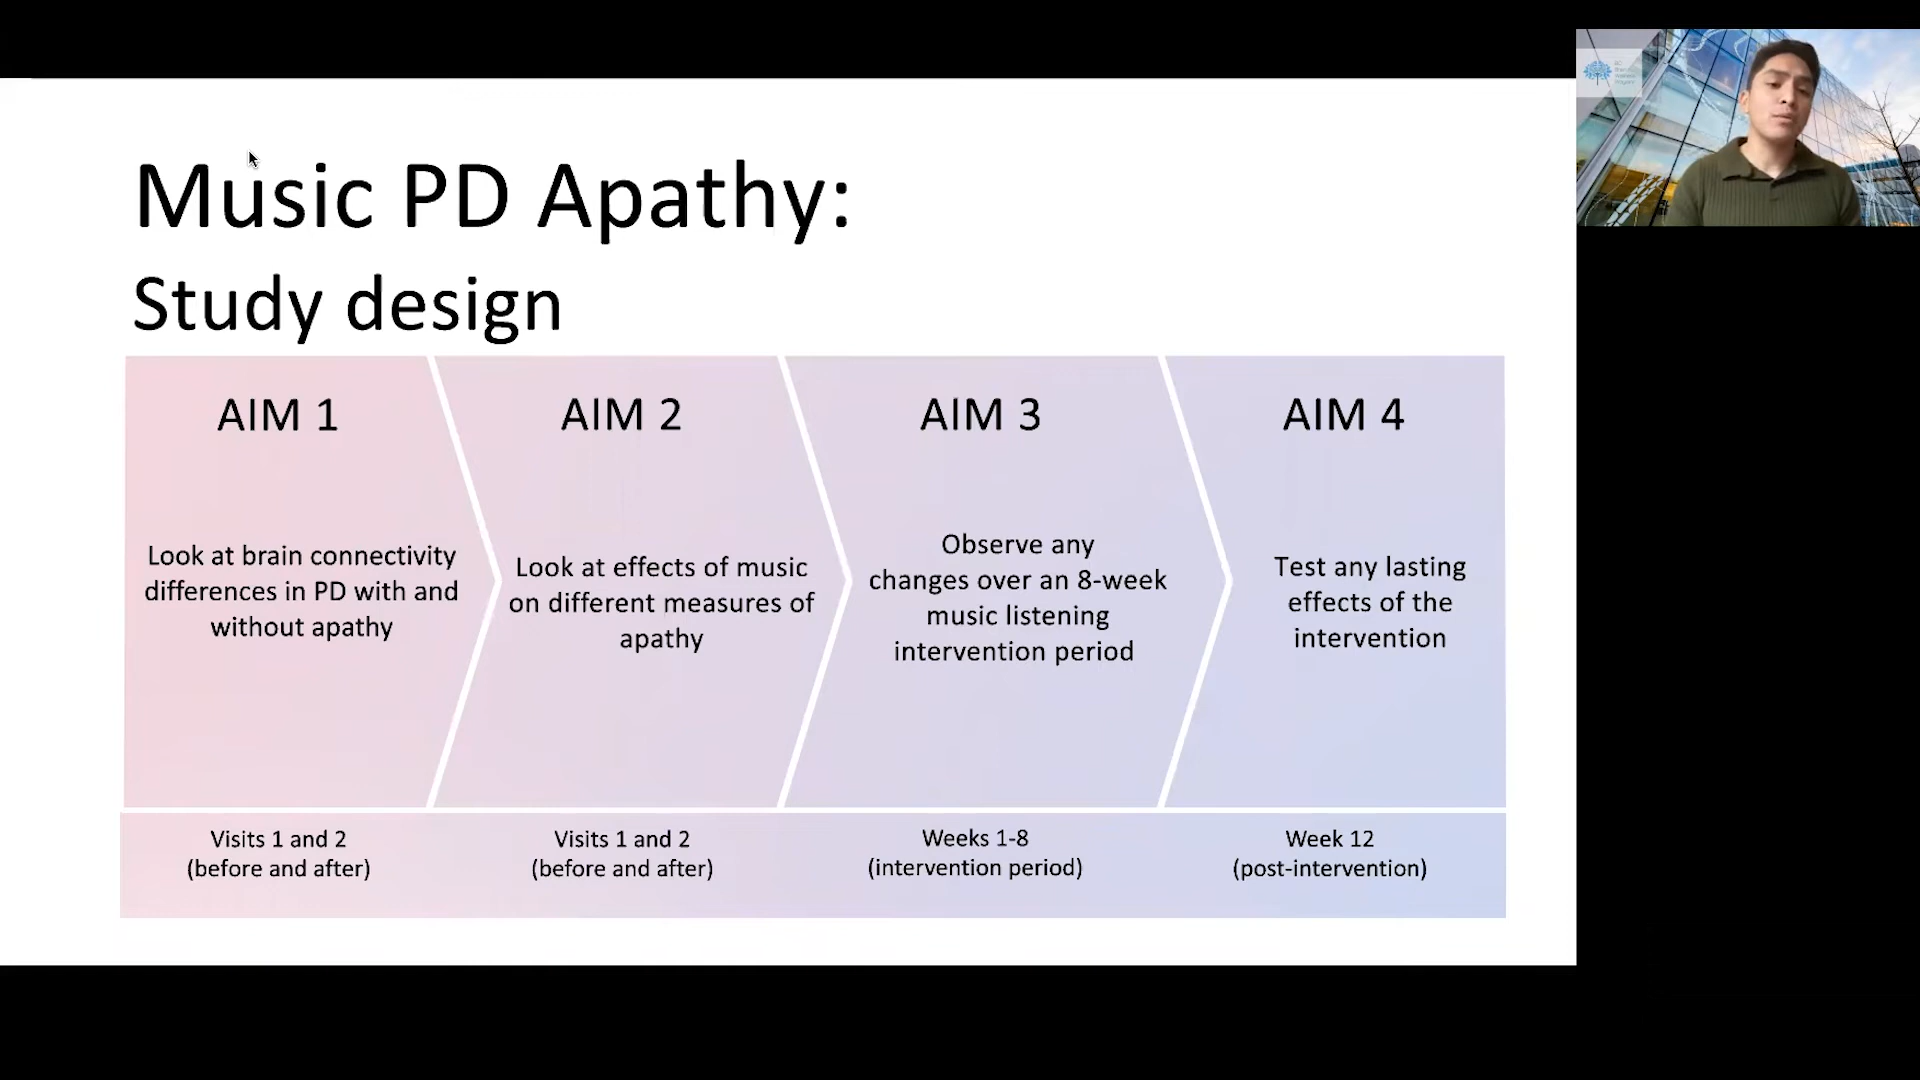 Music PD Apathy:
Study design
AIM 1
Look at brain connectivity
differences in PD with and
without apathy
Visits 1 and 2
(before and after)
AIM 2
Look at effects of music
on different measures of
apathy
Visits 1 and 2
(before and after)
AIM 3
Observe any
changes over an 8-week
music listening
intervention period
Weeks 1-8
(intervention period)
AIM 4
Test any lasting
effects of the
intervention
Week 12
(post-intervention)